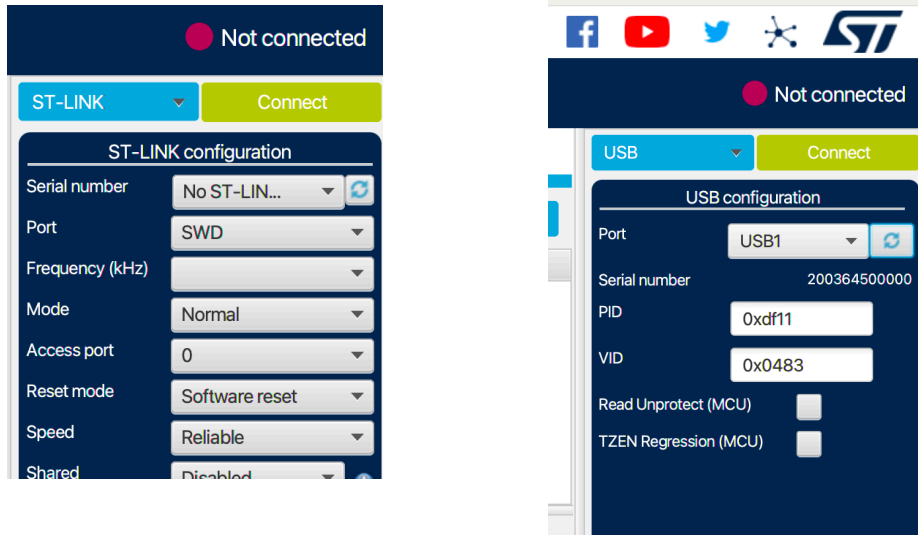 Not connected
ST-LINK
Connect
ST-LINK configuration
Serial number
No ST-LIN...
Port
SWD
Frequency (kHz)
Mode
Normal
Access port
0
Reset mode
Software reset
Speed
Reliable
Shared
Disabled
f
ST
Not connected
USB
Connect
USB configuration
Port
USB1
Serial number
200364500000
PID
0xdf11
VID
0x0483
Read Unprotect (MCU)
TZEN Regression (MCU)